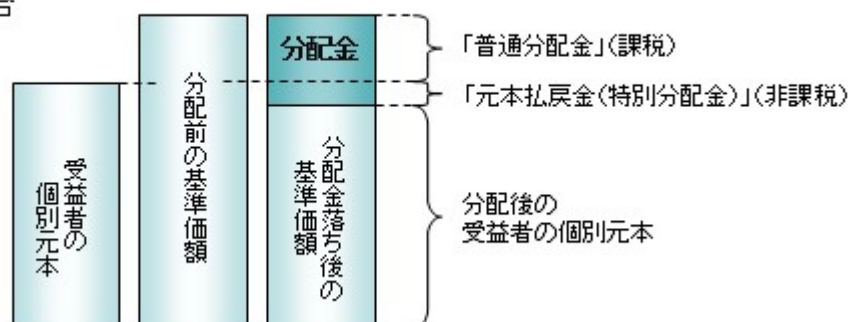 受益者の
個別元本
分配前の基準価額
分配金
分配金落ち後の
基準価額
「普通分配金」(課税)
「元本払戻金(特別分配金)」(非課税)
分配後の
受益者の個別元本